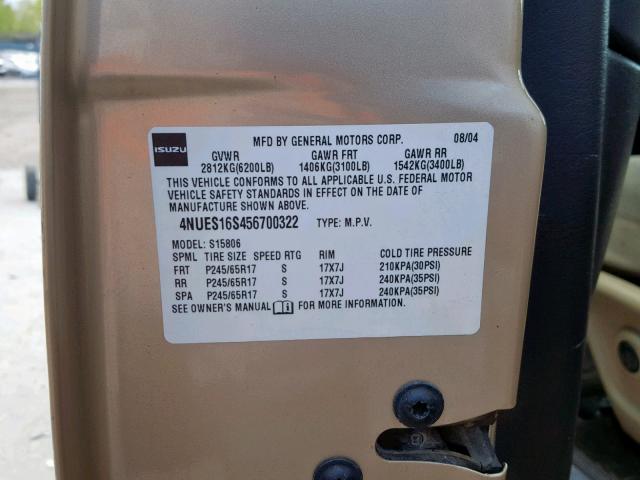 ISUZU MFD BY GENERAL MOTORS CORP. 08/04
GVWR GAWR FRT GAWR RR
2812KG(6200LB) 1406KG(3100LB) 1542KG(3400LB)
THIS VEHICLE CONFORMS TO ALL APPLICABLE U.S. FEDERAL MOTOR
VEHICLE SAFETY STANDARDS IN EFFECT ON THE DATE OF
MANUFACTURE SHOWN ABOVE.
4NUES16S456700322 TYPE: M.P.V.
MODEL: S15806
SPML TIRE SIZE SPEED RTG RIM COLD TIRE PRESSURE
FRT P245/65R17 S 17X7J 210KPA(30PSI)
RR P245/65R17 S 17X7J 240KPA(35PSI)
SPA P245/65R17 S 17X7J 240KPA(35PSI)
SEE OWNER'S MANUAL FOR MORE INFORMATION.